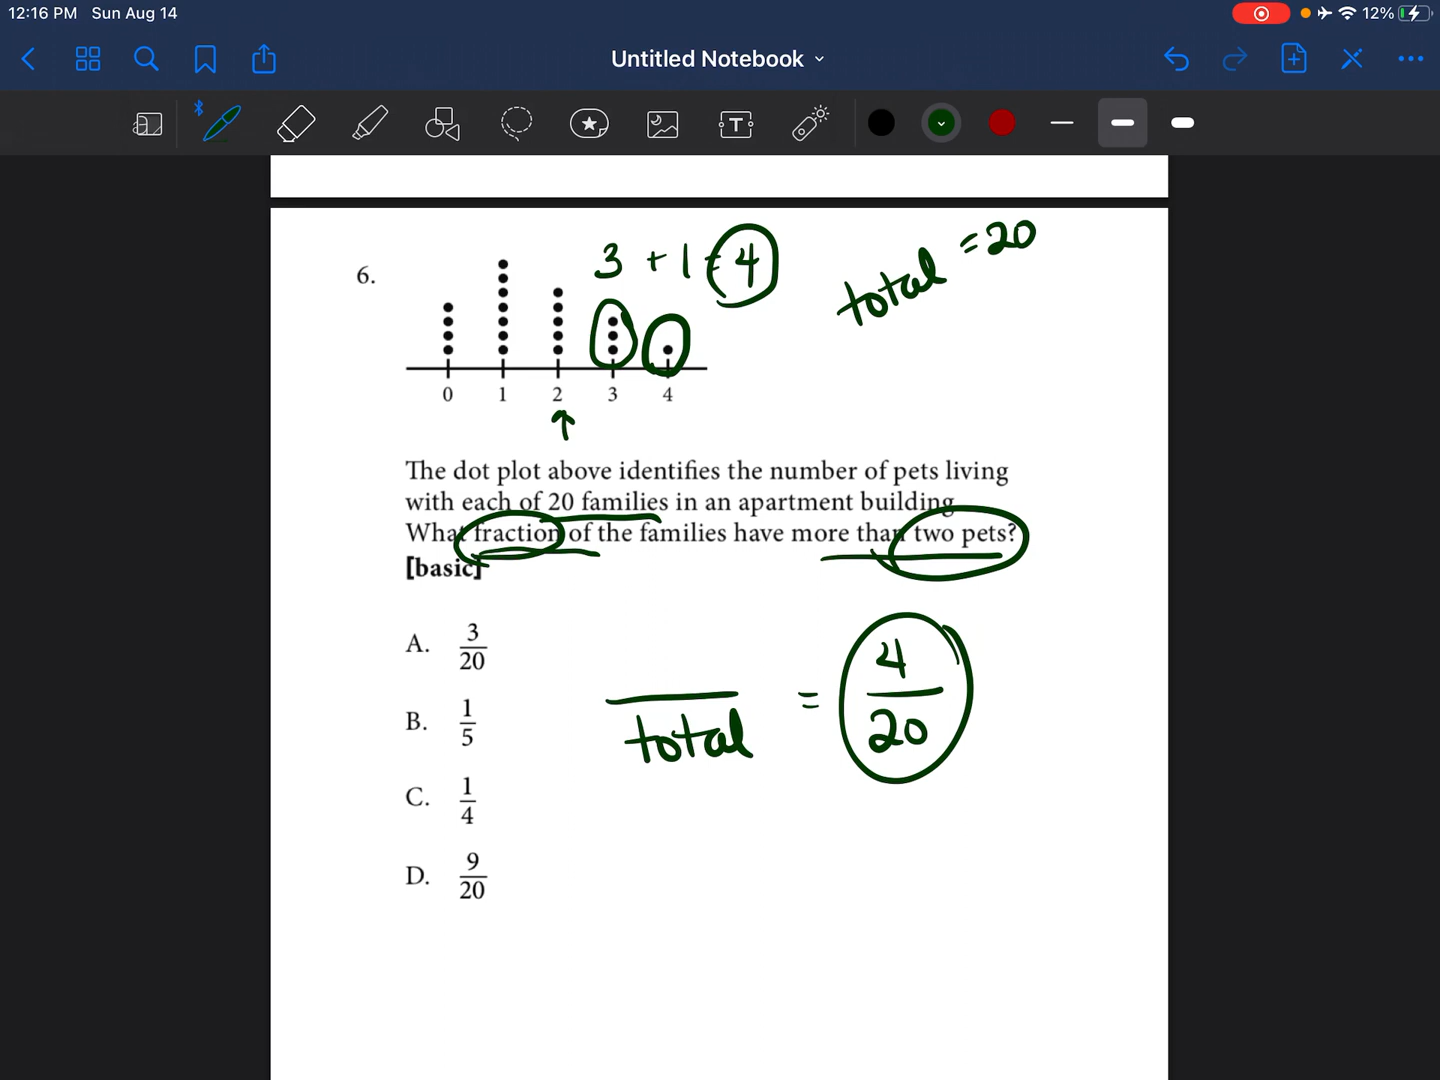 12:16 PM Sun Aug 14
12%
Untitled Notebook
T
3 + 1 = 4
total = 20
6.
0 1 2 3 4
The dot plot above identifies the number of pets living
with each of 20 families in an apartment building.
What fraction of the families have more than two pets?
[basic]
A. 3/20
B. 1/5
C. 1/4
D. 9/20
total = 4/20